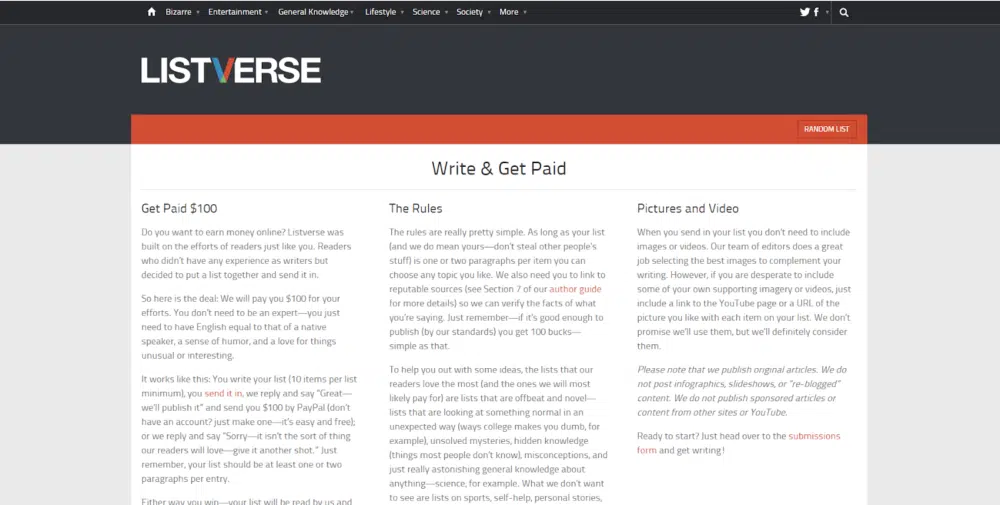 Bizarre Entertainment General Knowledge Lifestyle Science Society More
LISTVERSE
RANDOM LIST
Write & Get Paid
Get Paid $100
Do you want to earn money online? Listverse was
built on the efforts of readers just like you. Readers
who didn't have any experience as writers but
decided to put a list together and send it in.
So here is the deal: We will pay you $100 for your
efforts. You don't need to be an expert—you just
need to have English equal to that of a native
speaker, a sense of humor, and a love for things
unusual or interesting.
It works like this: You write your list (10 items per list
minimum), you send it in, we reply and say "Great—
we'll publish it" and send you $100 by PayPal (don't
have an account? just make one—it's easy and free);
or we reply and say "Sorry—it isn't the sort of thing
our readers will love—give it another shot." Just
remember, your list should be at least one or two
paragraphs per entry.
Either way you win—your list will be read by us and
The Rules
The rules are really pretty simple. As long as your list
(and we do mean yours—don't steal other people's
stuff) is one or two paragraphs per item you can
choose any topic you like. We also need you to link to
reputable sources (see Section 7 of our author guide
for more details) so we can verify the facts of what
you're saying. Just remember—if it's good enough to
publish (by our standards) you get 100 bucks—
simple as that.
To help you out with some ideas, the lists that our
readers love the most (and the ones we will most
likely pay for) are lists that are offbeat and novel—
lists that are looking at something normal in an
unexpected way (ways college makes you dumb, for
example), unsolved mysteries, hidden knowledge
(things most people don't know), misconceptions, and
just really astonishing general knowledge about
anything—science, for example. What we don't want
to see are lists on sports, self-help, personal stories,
Pictures and Video
When you send in your list you don't need to include
images or videos. Our team of editors does a great
job selecting the best images to complement your
writing. However, if you are desperate to include
some of your own supporting imagery or videos, just
include a link to the YouTube page or a URL of the
picture you like with each item on your list. We don't
promise we'll use them, but we'll definitely consider
them.
Please note that we publish original articles. We do
not post infographics, slideshows, or "re-blogged"
content. We do not publish sponsored articles or
content from other sites or YouTube.
Ready to start? Just head over to the submissions
form and get writing!